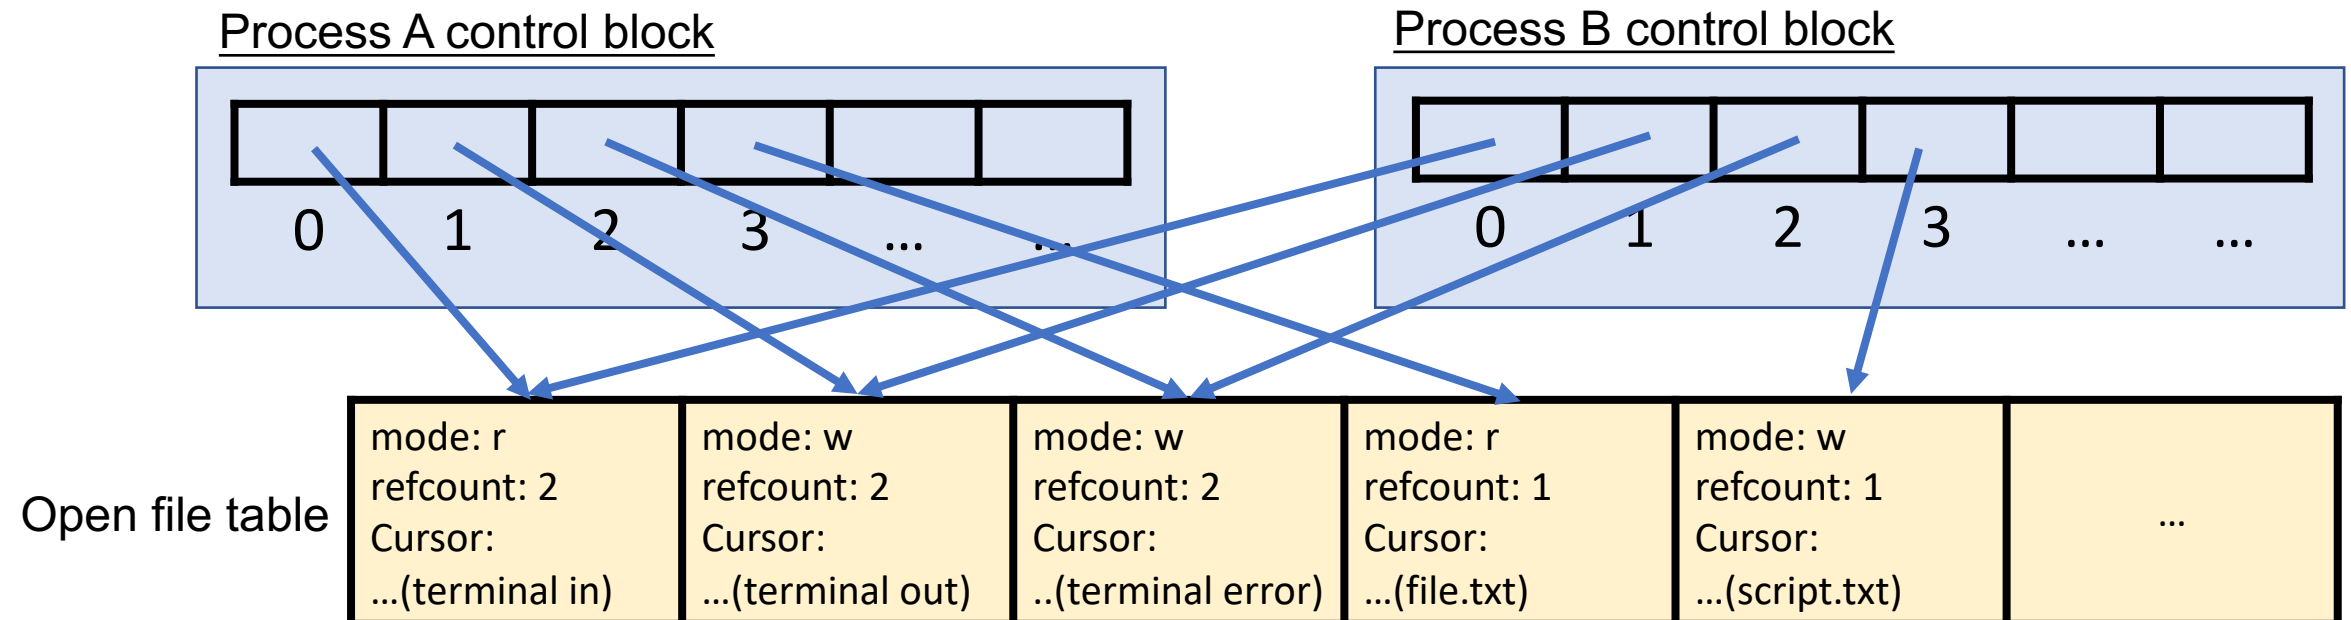 Process A control block
Process B control block
0 1 2 3 ... ...
0 1 2 3 ... ...
Open file table
mode: r
refcount: 2
Cursor:
...(terminal in)
mode: w
refcount: 2
Cursor:
...(terminal out)
mode: w
refcount: 2
Cursor:
..(terminal error)
mode: r
refcount: 1
Cursor:
...(file.txt)
mode: w
refcount: 1
Cursor:
...(script.txt)
...